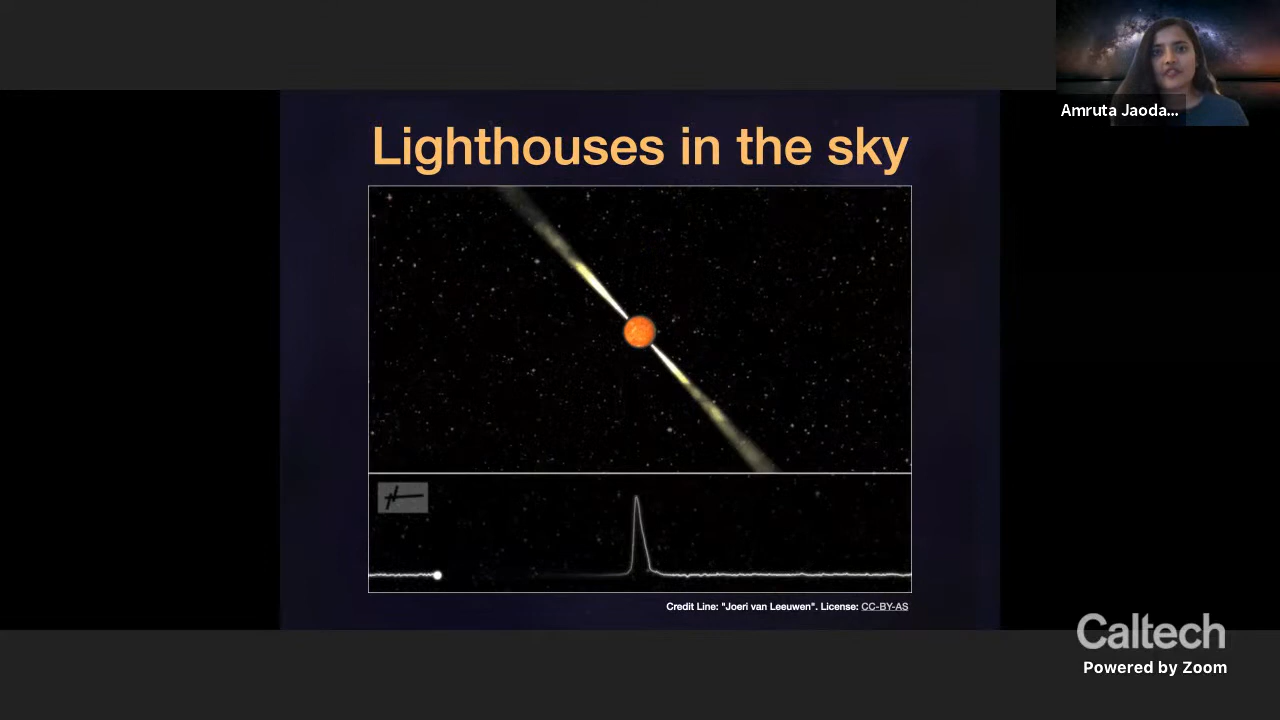 Amruta Jaoda...
Lighthouses in the sky
Credit Line: "Joeri van Leeuwen". License: CC-BY-AS
Caltech
Powered by Zoom